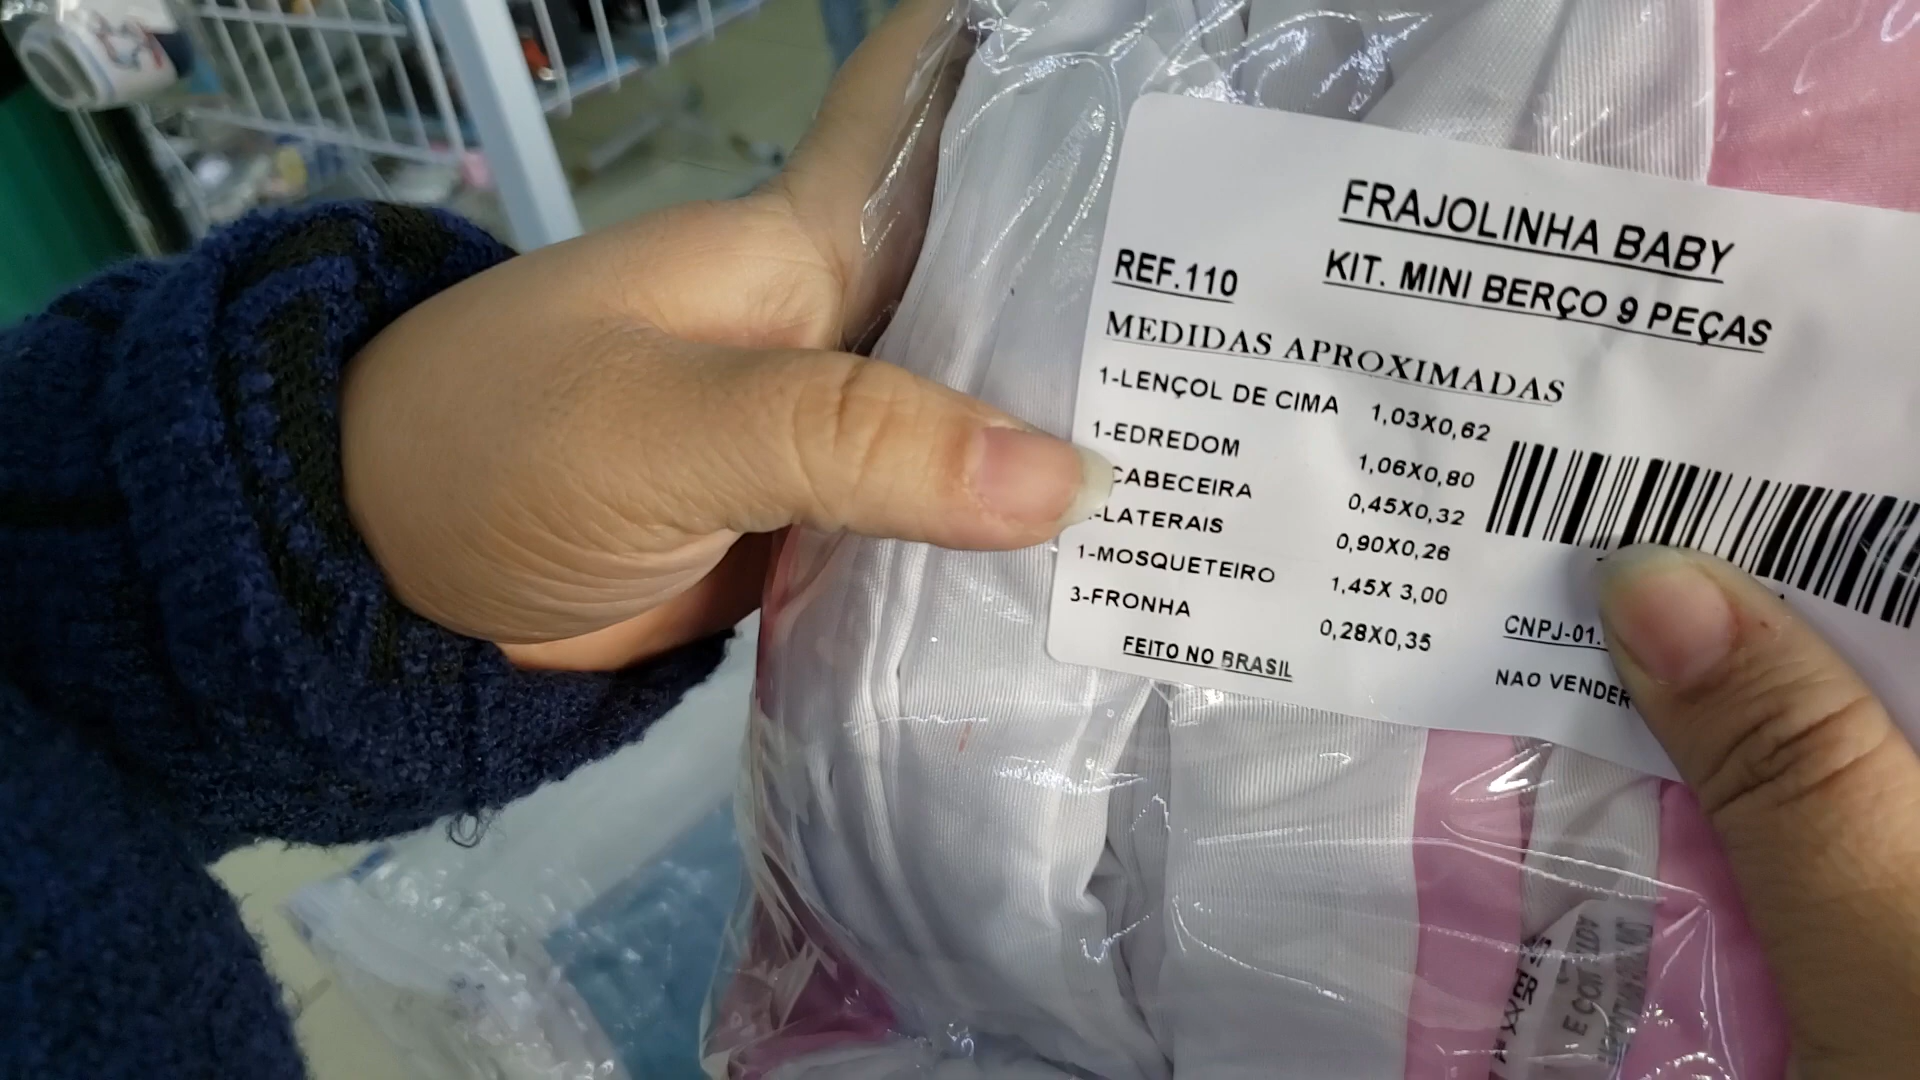 FRAJOLINHA BABY
REF.110 KIT. MINI BERÇO 9 PEÇAS
MEDIDAS APROXIMADAS
1-LENÇOL DE CIMA 1,03X0,62
1-EDREDOM 1,06X0,80
CABECEIRA 0,45X0,32
-LATERAIS 0,90X0,26
1-MOSQUETEIRO 1,45X 3,00
3-FRONHA 0,28X0,35
FEITO NO BRASIL
CNPJ-01.
NAO VENDER